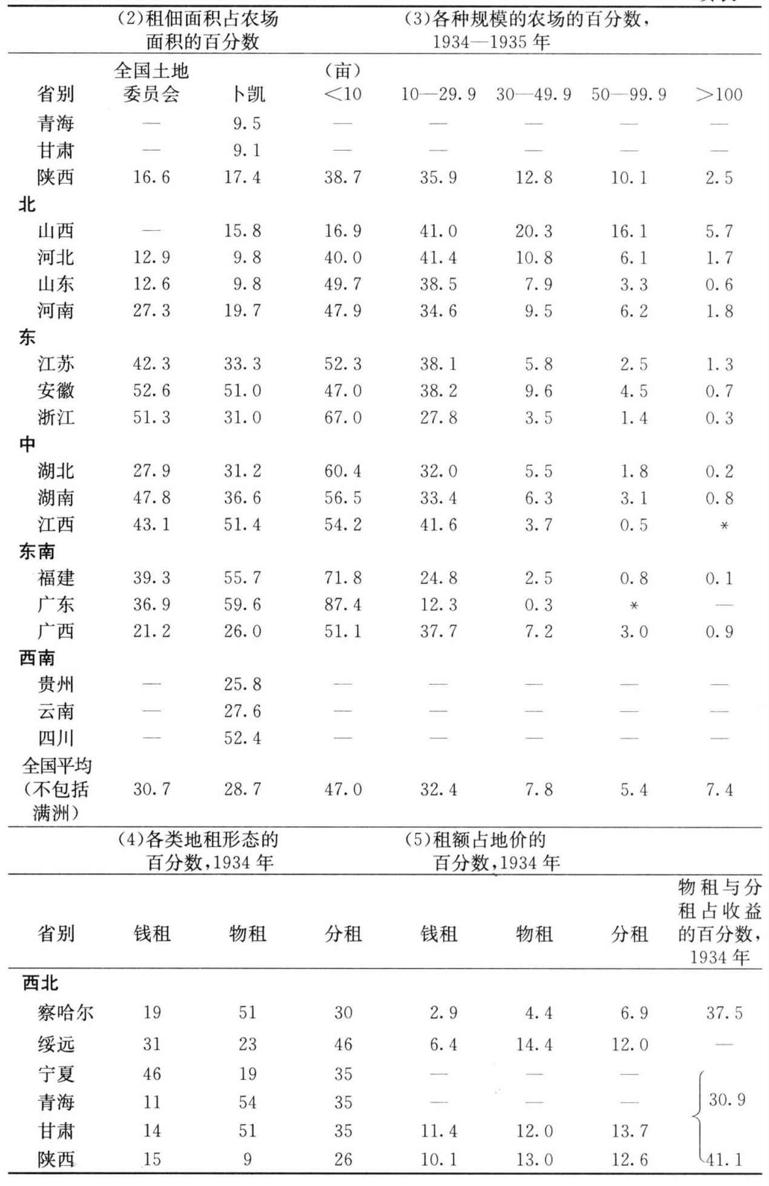 (2)租佃面积占农场 (3)各种规模的农场的百分数,
面积的百分数 1934—1935年
全国土地 (亩)
省别 委员会 卜凯 <10 10—29.9 30—49.9 50—99.9 >100
青海 — 9.5 — — — — —
甘肃 — 9.1 — — — — —
陕西 16.6 17.4 38.7 35.9 12.8 10.1 2.5
北
山西 — 15.8 16.9 41.0 20.3 16.1 5.7
河北 12.9 9.8 40.0 41.4 10.8 6.1 1.7
山东 12.6 9.8 49.7 38.5 7.9 3.3 0.6
河南 27.3 19.7 47.9 34.6 9.5 6.2 1.8
东
江苏 42.3 33.3 52.3 38.1 5.8 2.5 1.3
安徽 52.6 51.0 47.0 38.2 9.6 4.5 0.7
浙江 51.3 31.0 67.0 27.8 3.5 1.4 0.3
中
湖北 27.9 31.2 60.4 32.0 5.5 1.8 0.2
湖南 47.8 36.6 56.5 33.4 6.3 3.1 0.8
江西 43.1 51.4 54.2 41.6 3.7 0.5 *
东南
福建 39.3 55.7 71.8 24.8 2.5 0.8 0.1
广东 36.9 59.6 87.4 12.3 0.3 * —
广西 21.2 26.0 51.1 37.7 7.2 3.0 0.9
西南
贵州 — 25.8 — — — — —
云南 — 27.6 — — — — —
四川 — 52.4 — — — — —
全国平均
(不包括 30.7 28.7 47.0 32.4 7.8 5.4 7.4
满洲)
(4)各类地租形态的 (5)租额占地价的
百分数,1934年 百分数,1934年
物租与分
租占收益
省别 钱租 物租 分租 钱租 物租 分租 的百分数,
1934年
西北
察哈尔 19 51 30 2.9 4.4 6.9 37.5
绥远 31 23 46 6.4 14.4 12.0 —
宁夏 46 19 35 — — —
青海 11 54 35 — — — 30.9
甘肃 14 51 35 11.4 12.0 13.7
陕西 15 9 26 10.1 13.0 12.6 41.1